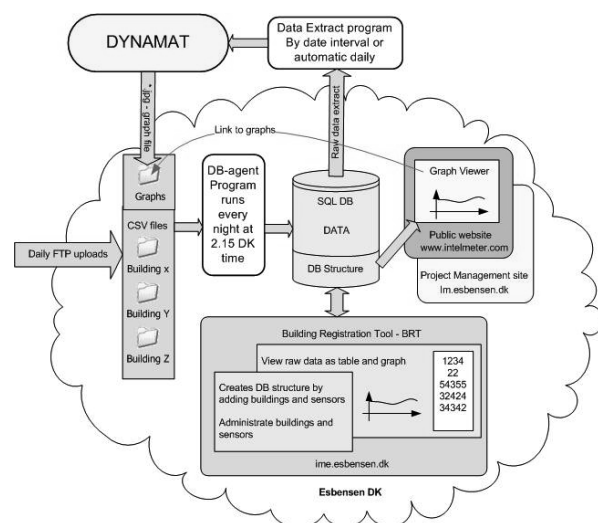 DYNAMAT
Data Extract program
By date interval or
automatic daily
*.jpg - graph file
Raw data extract
Link to graphs
Graphs
CSV files
Building x
Building Y
Building Z
Daily FTP uploads
DB-agent
Program
runs
every
night at
2.15 DK
time
SQL DB
DATA
DB Structure
Graph Viewer
Public website
www.intelmeter.com
Project Management site
Im.esbensen.dk
Building Registration Tool - BRT
View raw data as table and graph
1234
22
54355
32424
34342
Creates DB structure by
adding buildings and sensors
Administrate buildings and
sensors
ime.esbensen.dk
Esbensen DK